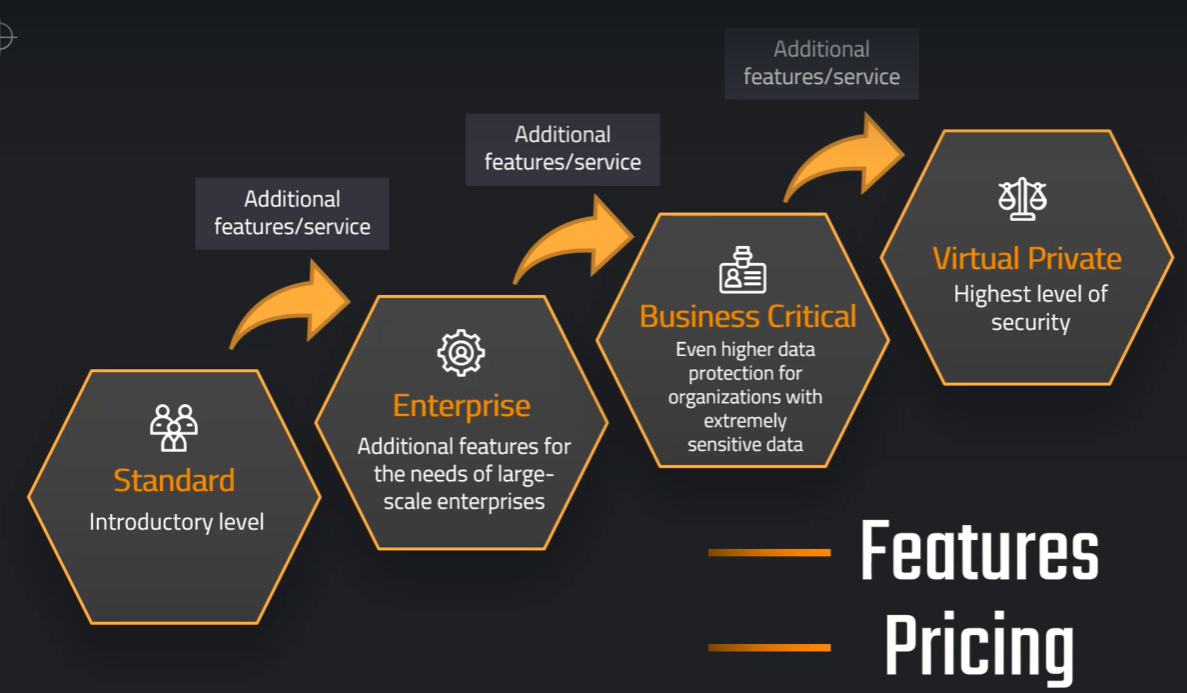 Additional
features/service
Additional
features/service
Additional
features/service
Standard
Introductory level
Enterprise
Additional features for
the needs of large-
scale enterprises
Business Critical
Even higher data
protection for
organizations with
extremely
sensitive data
Virtual Private
Highest level of
security
Features
Pricing